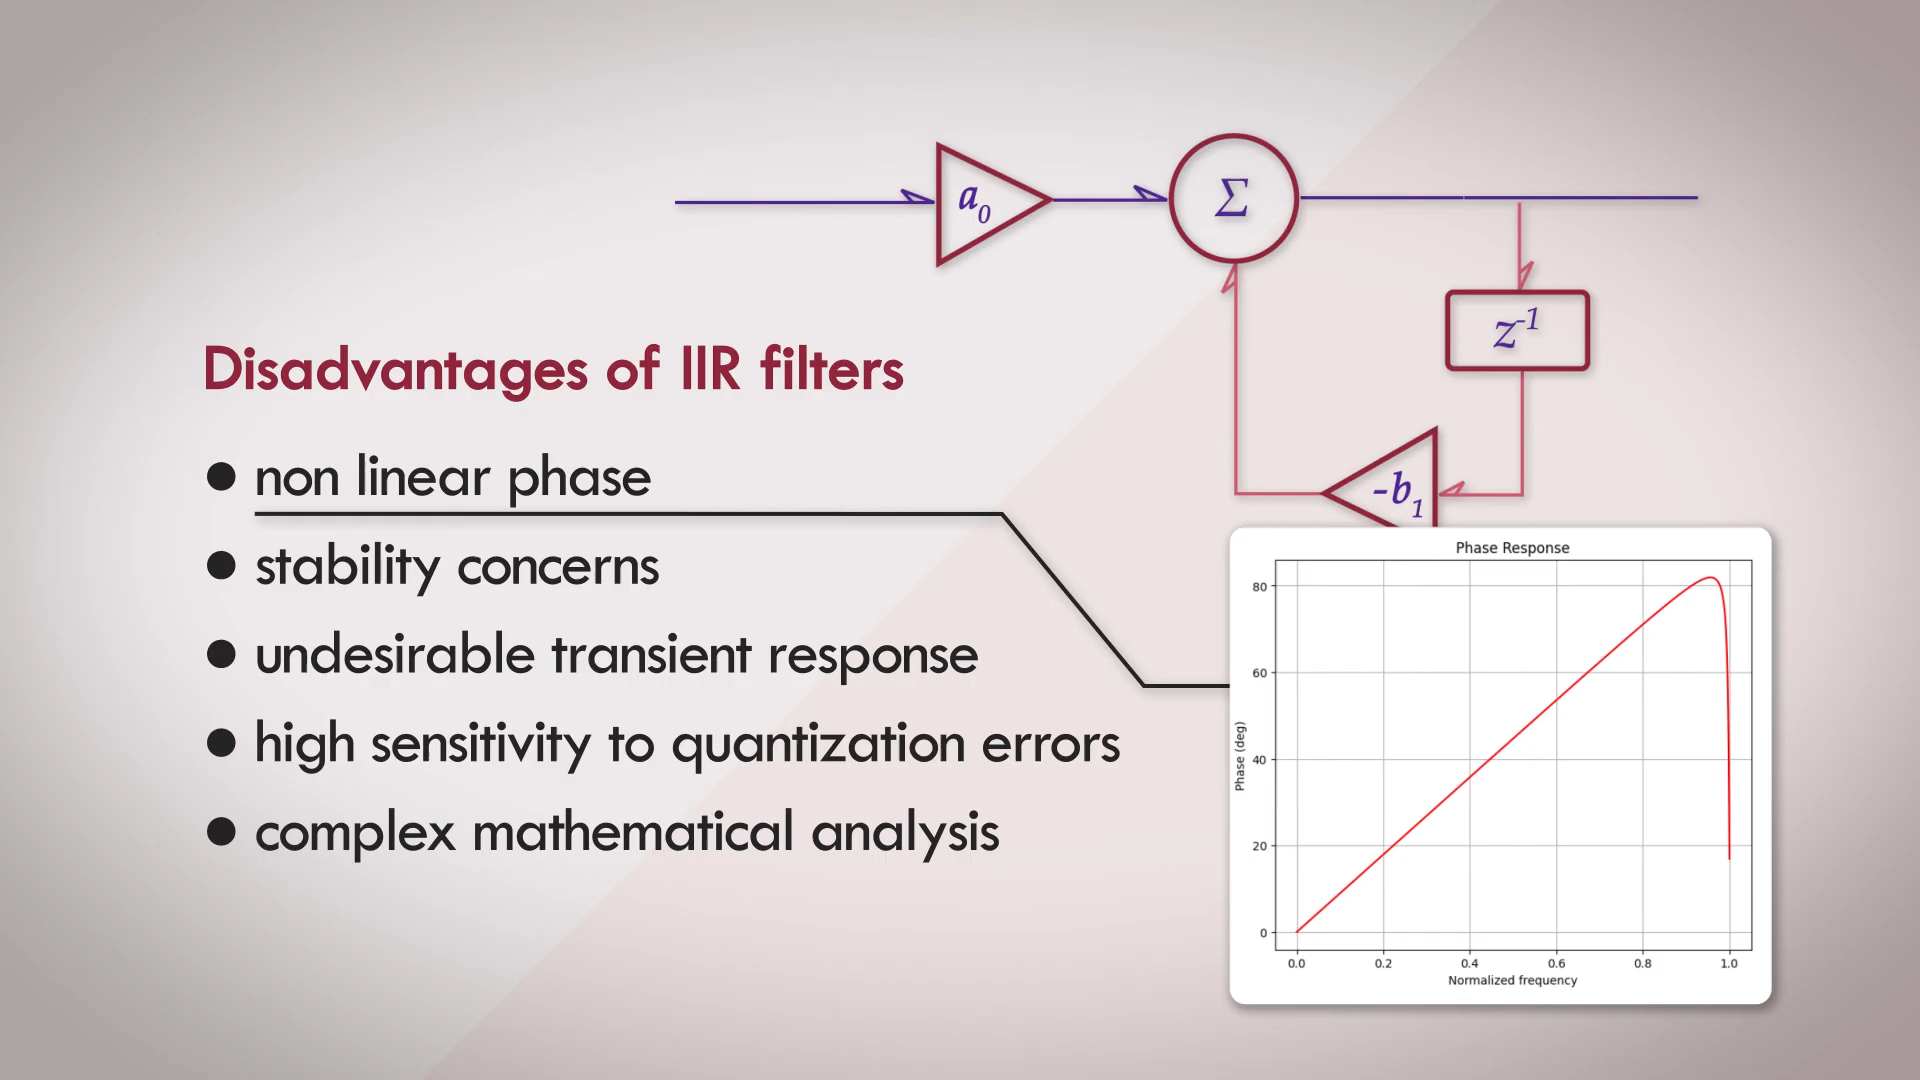 a0
Σ
z-1
-b1
Disadvantages of IIR filters
● non linear phase
● stability concerns
● undesirable transient response
● high sensitivity to quantization errors
● complex mathematical analysis
Phase Response
80
60
40
20
0
Phase (deg)
0.0 0.2 0.4 0.6 0.8 1.0
Normalized frequency